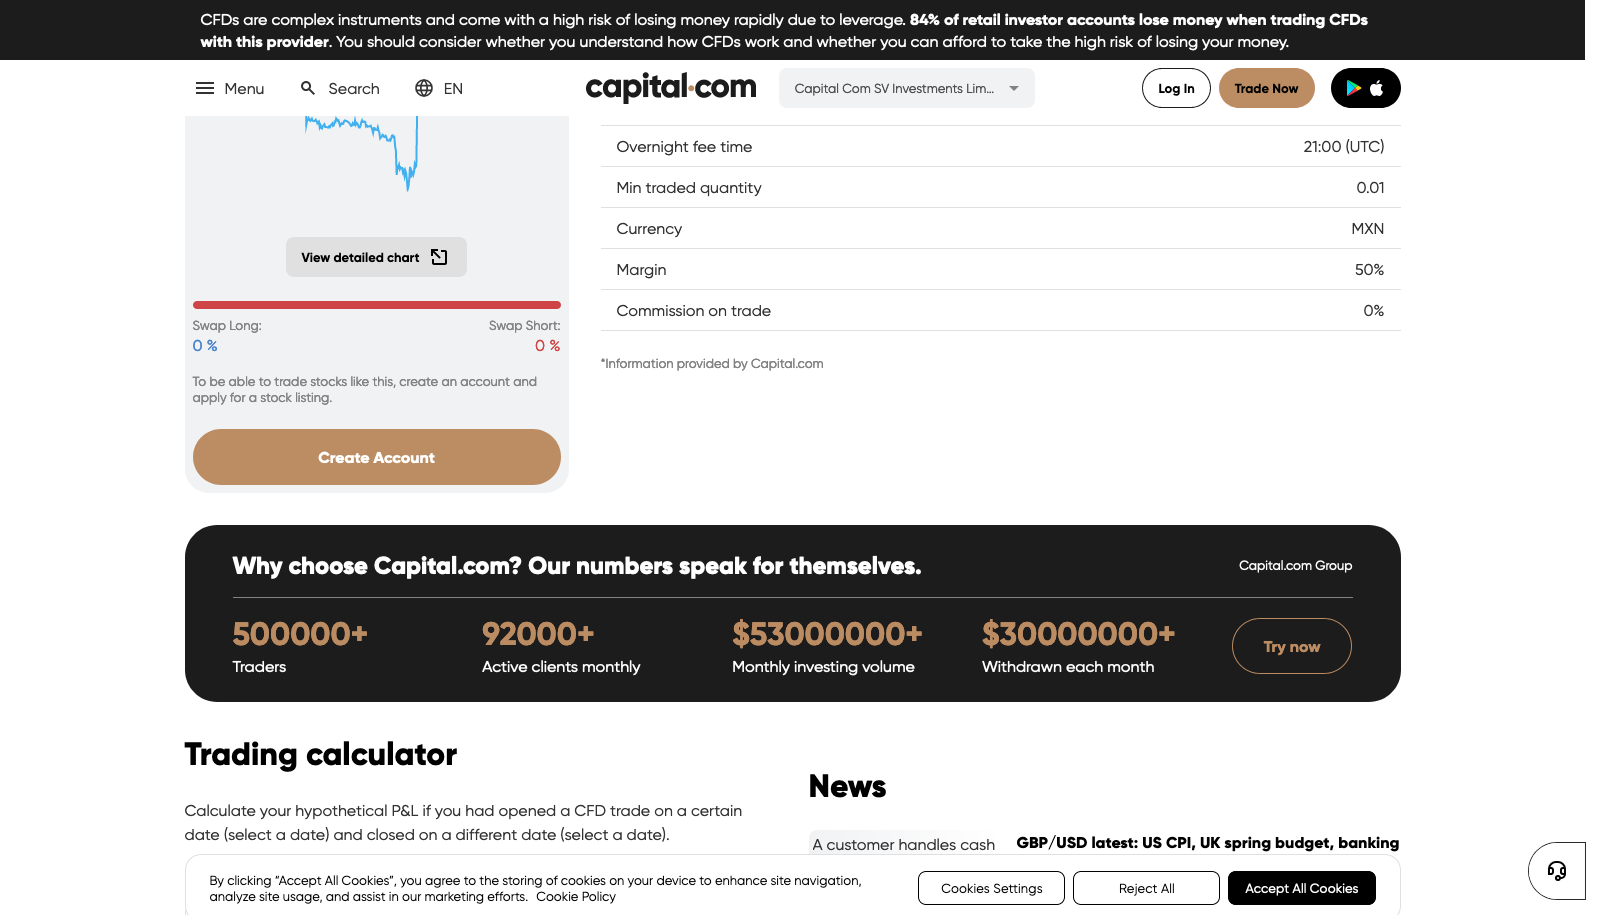 CFDs are complex instruments and come with a high risk of losing money rapidly due to leverage. 84% of retail investor accounts lose money when trading CFDs
with this provider. You should consider whether you understand how CFDs work and whether you can afford to take the high risk of losing your money.
Menu
Search
EN
capital.com
Capital Com SV Investments Lim...
Log In
Trade Now
Overnight fee time 21:00 (UTC)
Min traded quantity 0.01
Currency MXN
Margin 50%
Commission on trade 0%
*Information provided by Capital.com
View detailed chart
Swap Long: Swap Short:
0 % 0 %
To be able to trade stocks like this, create an account and
apply for a stock listing.
Create Account
Why choose Capital.com? Our numbers speak for themselves.
Capital.com Group
500000+
Traders
92000+
Active clients monthly
$53000000+
Monthly investing volume
$30000000+
Withdrawn each month
Try now
Trading calculator
Calculate your hypothetical P&L if you had opened a CFD trade on a certain
date (select a date) and closed on a different date (select a date).
News
A customer handles cash
GBP/USD latest: US CPI, UK spring budget, banking
By clicking “Accept All Cookies”, you agree to the storing of cookies on your device to enhance site navigation,
analyze site usage, and assist in our marketing efforts. Cookie Policy
Cookies Settings
Reject All
Accept All Cookies